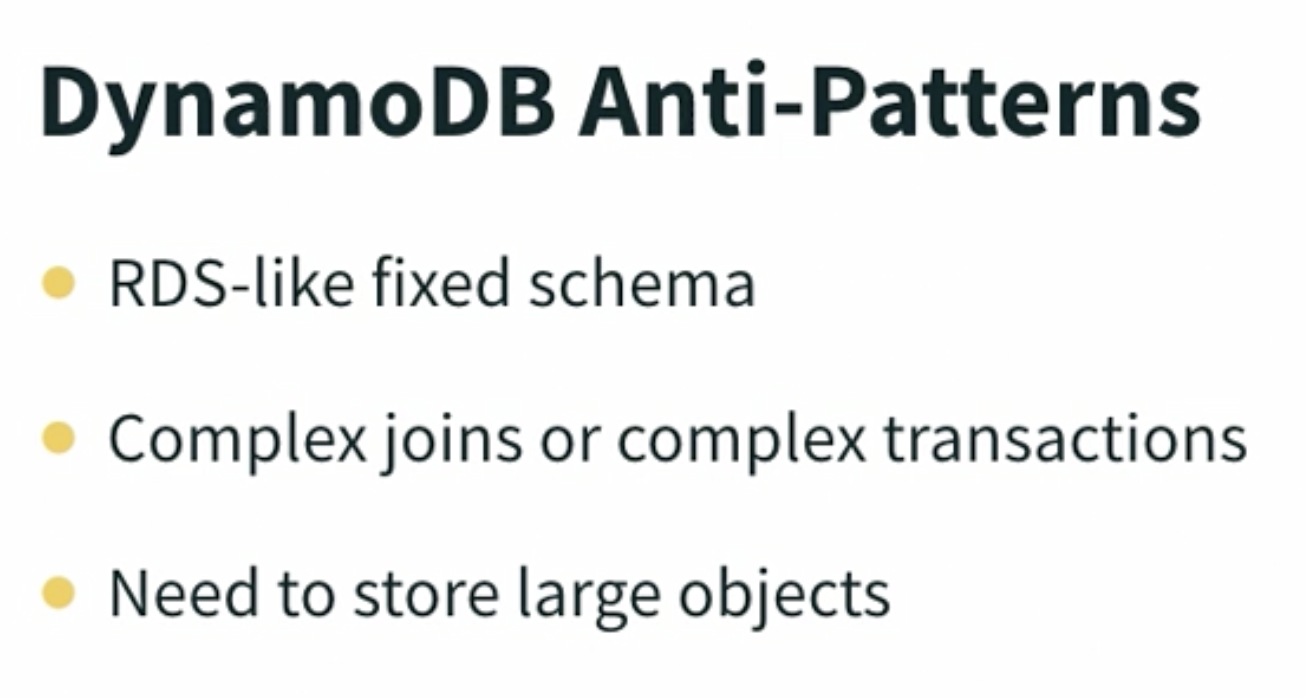 DynamoDB Anti-Patterns
RDS-like fixed schema
Complex joins or complex transactions
Need to store large objects